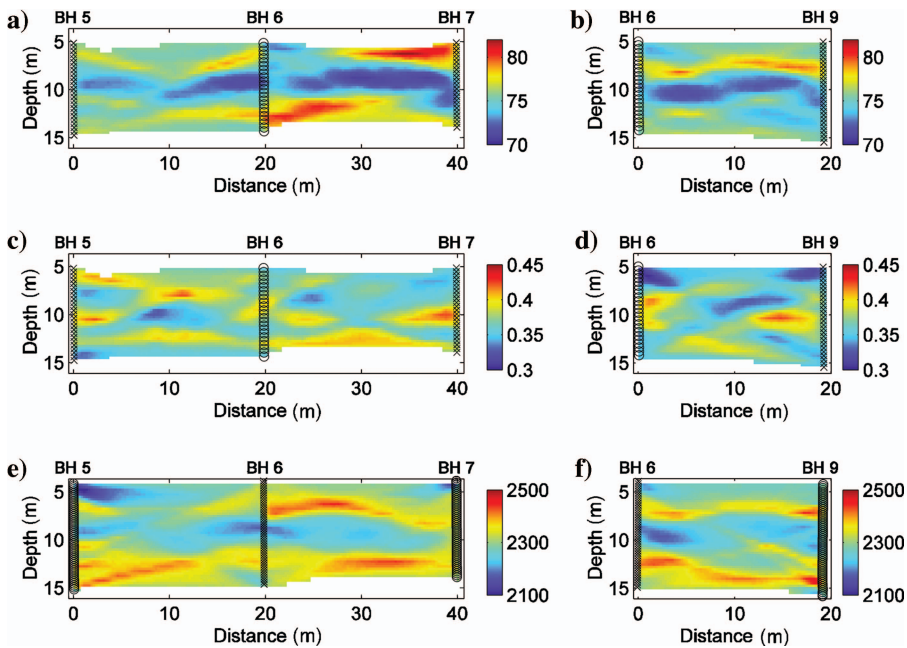 a)
BH 5 BH 6 BH 7
Depth (m)
5
10
15
0 10 20 30 40
Distance (m)
80
75
70
b)
BH 6 BH 9
Depth (m)
5
10
15
0 10 20
Distance (m)
80
75
70
c)
BH 5 BH 6 BH 7
Depth (m)
5
10
15
0 10 20 30 40
Distance (m)
0.45
0.4
0.35
0.3
d)
BH 6 BH 9
Depth (m)
5
10
15
0 10 20
Distance (m)
0.45
0.4
0.35
0.3
e)
BH 5 BH 6 BH 7
Depth (m)
5
10
15
0 10 20 30 40
Distance (m)
2500
2300
2100
f)
BH 6 BH 9
Depth (m)
5
10
15
0 10 20
Distance (m)
2500
2300
2100